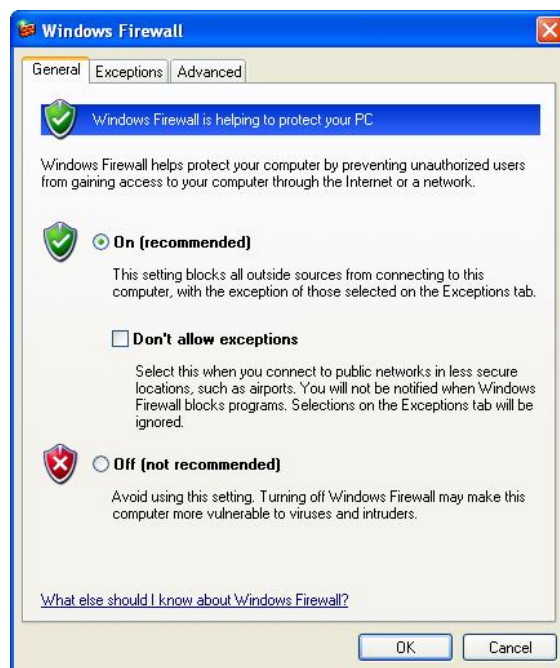 Windows Firewall
General Exceptions Advanced
Windows Firewall is helping to protect your PC
Windows Firewall helps protect your computer by preventing unauthorized users
from gaining access to your computer through the Internet or a network.
On (recommended)
This setting blocks all outside sources from connecting to this
computer, with the exception of those selected on the Exceptions tab.
Don't allow exceptions
Select this when you connect to public networks in less secure
locations, such as airports. You will not be notified when Windows
Firewall blocks programs. Selections on the Exceptions tab will be
ignored.
Off (not recommended)
Avoid using this setting. Turning off Windows Firewall may make this
computer more vulnerable to viruses and intruders.
What else should I know about Windows Firewall?
OK Cancel